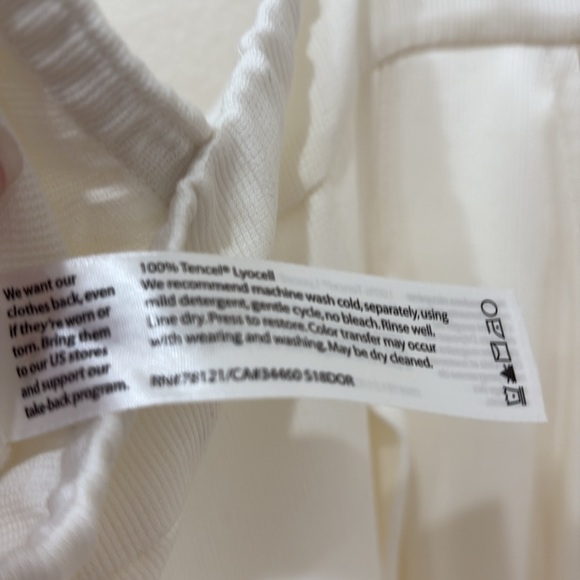 We want our
clothes back, even
if they're worn or
torn. Bring them
to our US stores
and support our
take-back program.
100% Tencel® Lyocell
We recommend machine wash cold, separately, using
mild detergent, gentle cycle, no bleach. Rinse well.
Line dry. Press to restore. Color transfer may occur
with wearing and washing. May be dry cleaned.
RN#78121/CA#34460 S18DOR